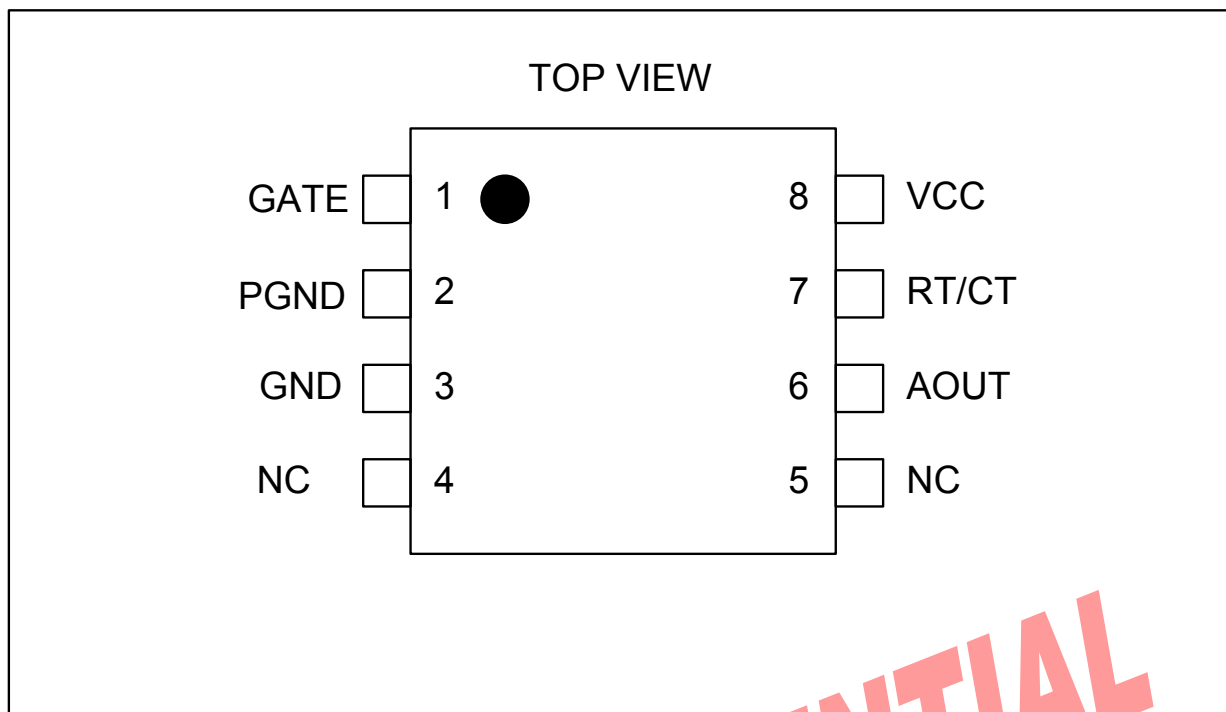 TOP VIEW
GATE 1 8 VCC
PGND 2 7 RT/CT
GND 3 6 AOUT
NC 4 5 NC